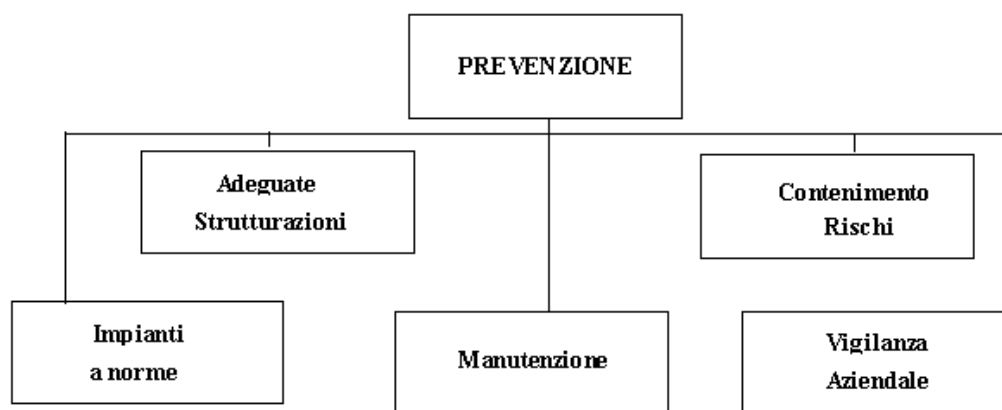 PREVENZIONE
Adeguate
Strutturazioni
Contenimento
Rischi
Impianti
a norme
Manutenzione
Vigilanza
Aziendale